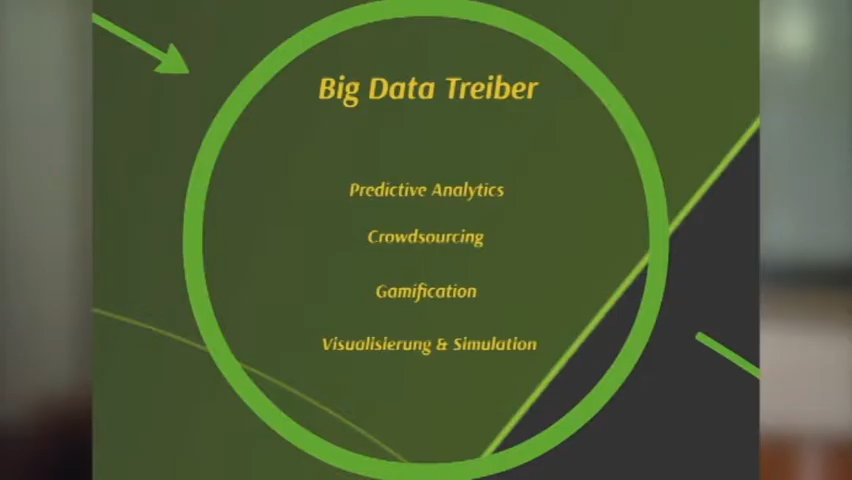 Big Data Treiber
Predictive Analytics
Crowdsourcing
Gamification
Visualisierung & Simulation